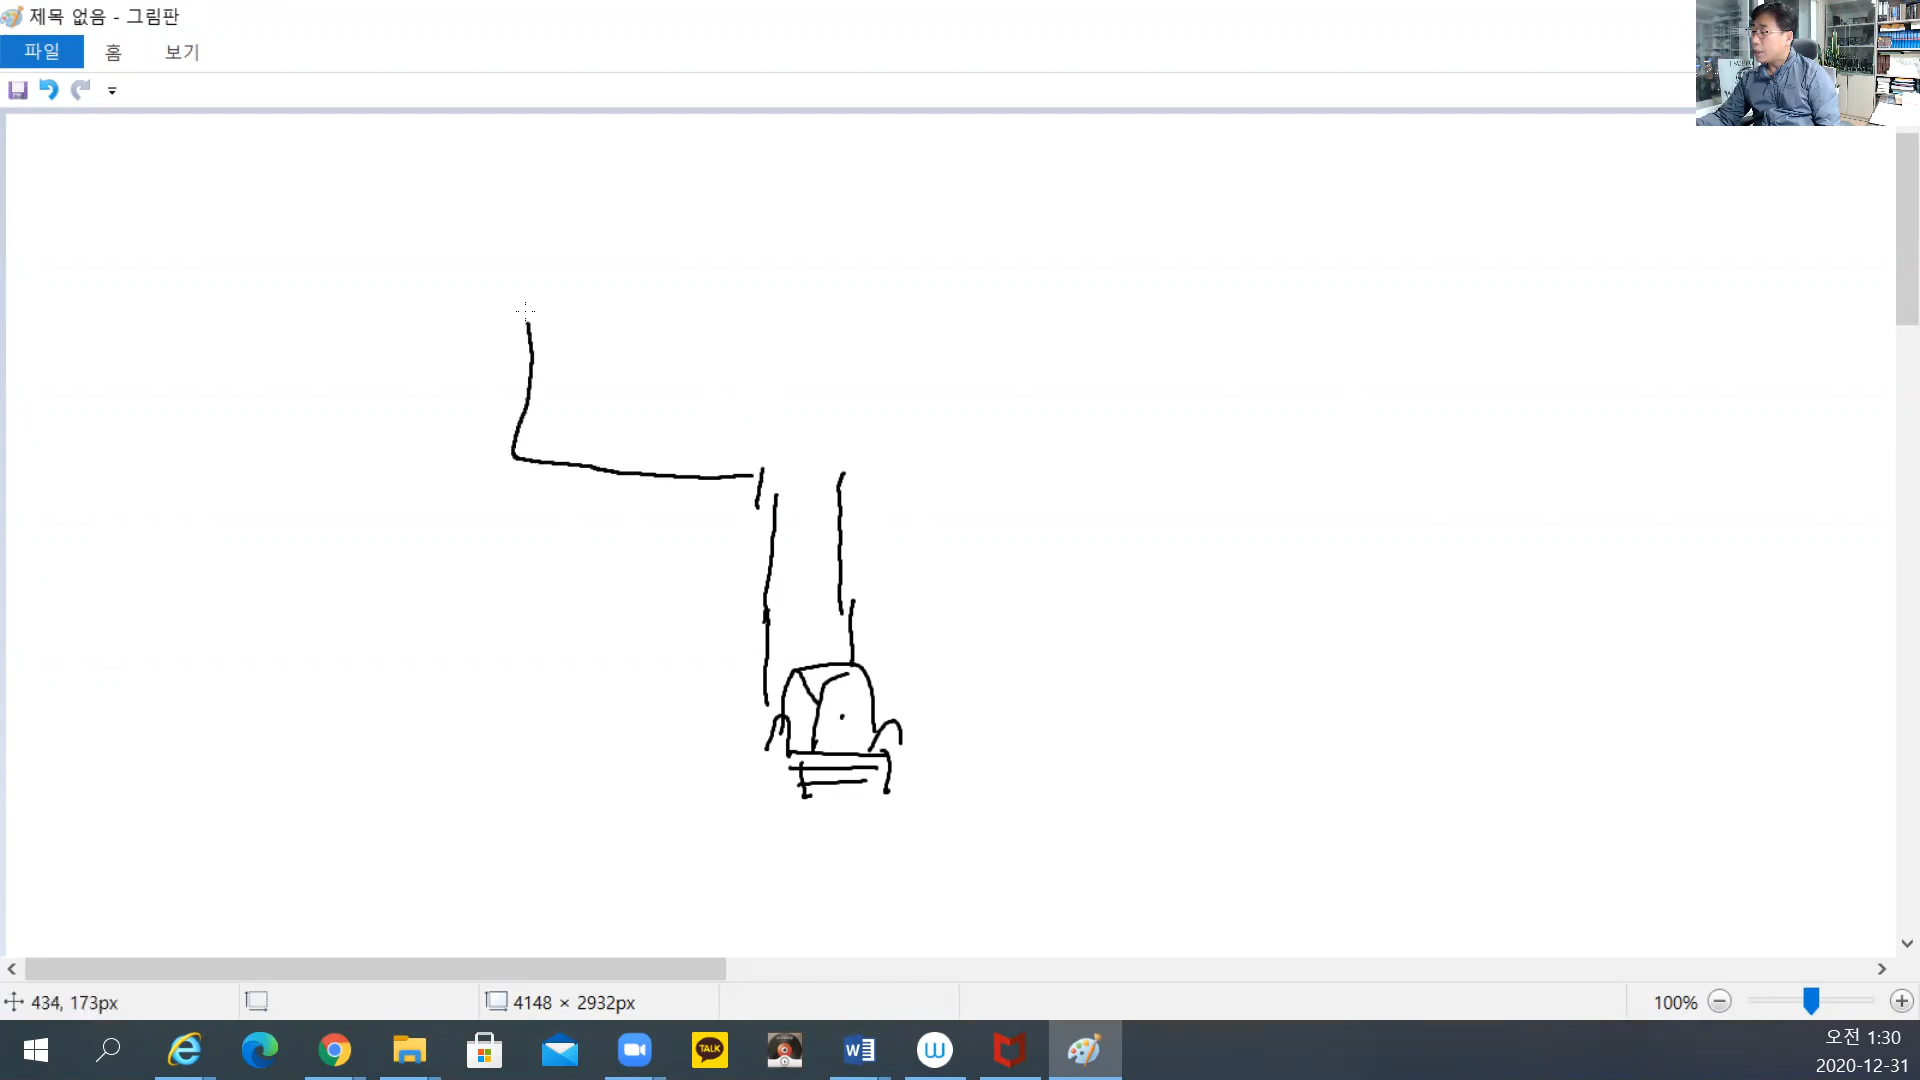 제목 없음 - 그림판
파일 홈 보기
434, 173px
4148 × 2932px
100%
TALK
W
오전 1:30
2020-12-31